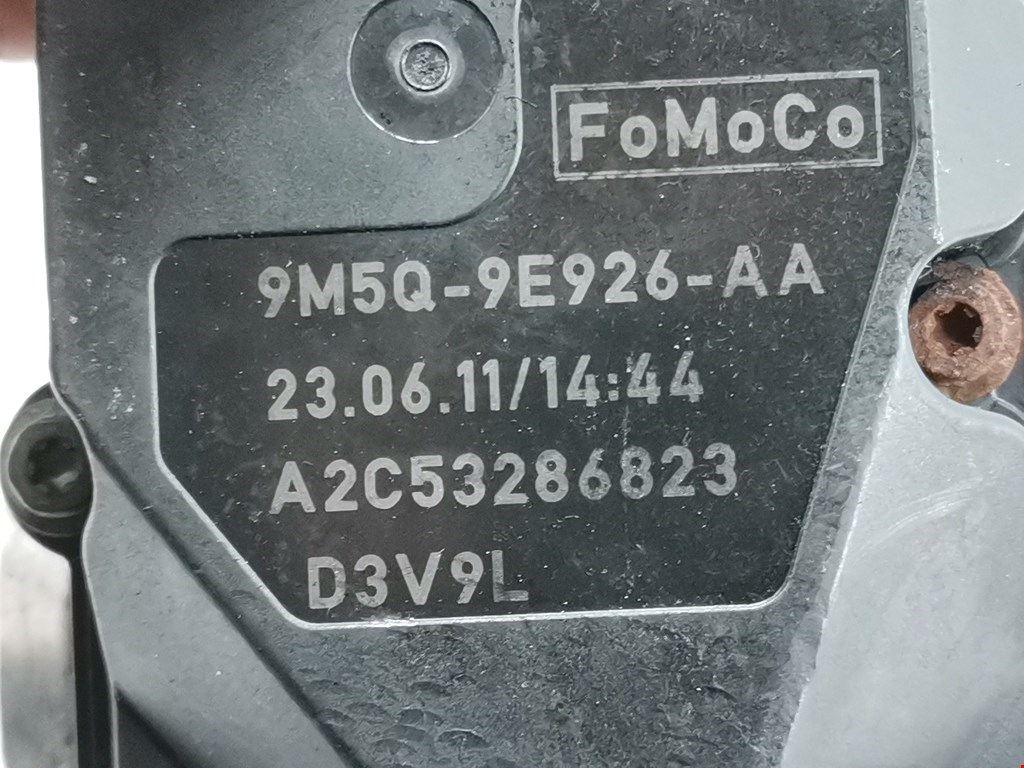 FoMoCo
9M5Q-9E926-AA
23.06.11/14:44
A2C53286823
D3V9L